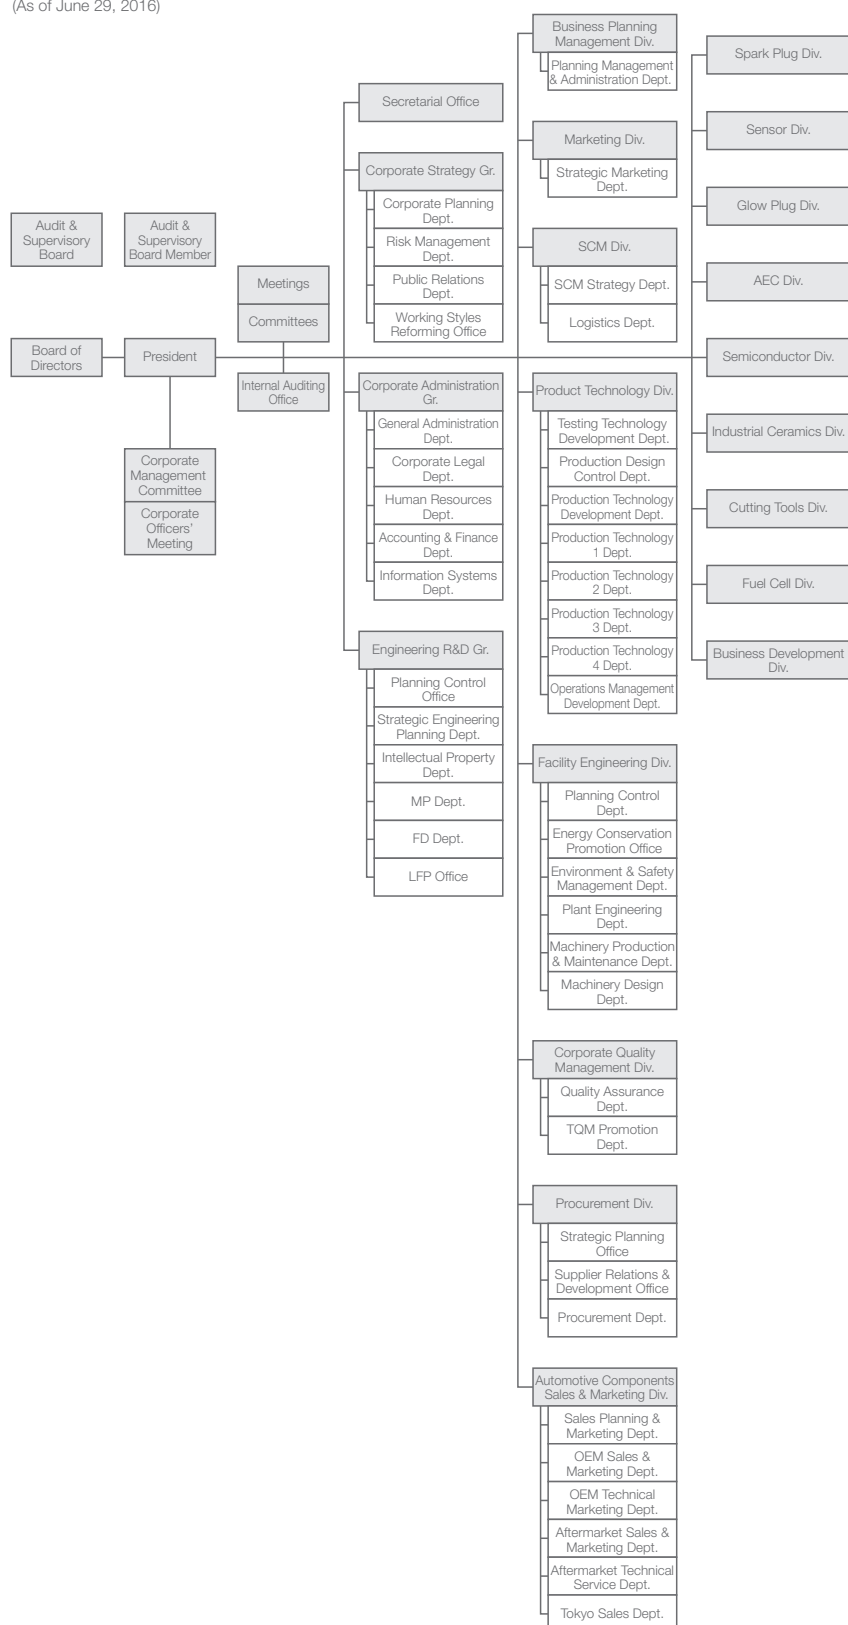 (As of June 29, 2016)
Audit &
Supervisory
Board
Audit &
Supervisory
Board Member
Board of
Directors
President
Corporate
Management
Committee
Corporate
Officers'
Meeting
Meetings
Committees
Internal Auditing
Office
Secretarial Office
Corporate Strategy Gr.
Corporate Planning
Dept.
Risk Management
Dept.
Public Relations
Dept.
Working Styles
Reforming Office
Corporate Administration
Gr.
General Administration
Dept.
Corporate Legal
Dept.
Human Resources
Dept.
Accounting & Finance
Dept.
Information Systems
Dept.
Engineering R&D Gr.
Planning Control
Office
Strategic Engineering
Planning Dept.
Intellectual Property
Dept.
MP Dept.
FD Dept.
LFP Office
Business Planning
Management Div.
Planning Management
& Administration Dept.
Marketing Div.
Strategic Marketing
Dept.
SCM Div.
SCM Strategy Dept.
Logistics Dept.
Product Technology Div.
Testing Technology
Development Dept.
Production Design
Control Dept.
Production Technology
Development Dept.
Production Technology
1 Dept.
Production Technology
2 Dept.
Production Technology
3 Dept.
Production Technology
4 Dept.
Operations Management
Development Dept.
Facility Engineering Div.
Planning Control
Dept.
Energy Conservation
Promotion Office
Environment & Safety
Management Dept.
Plant Engineering
Dept.
Machinery Production
& Maintenance Dept.
Machinery Design
Dept.
Corporate Quality
Management Div.
Quality Assurance
Dept.
TQM Promotion
Dept.
Procurement Div.
Strategic Planning
Office
Supplier Relations &
Development Office
Procurement Dept.
Automotive Components
Sales & Marketing Div.
Sales Planning &
Marketing Dept.
OEM Sales &
Marketing Dept.
OEM Technical
Marketing Dept.
Aftermarket Sales &
Marketing Dept.
Aftermarket Technical
Service Dept.
Tokyo Sales Dept.
Spark Plug Div.
Sensor Div.
Glow Plug Div.
AEC Div.
Semiconductor Div.
Industrial Ceramics Div.
Cutting Tools Div.
Fuel Cell Div.
Business Development
Div.